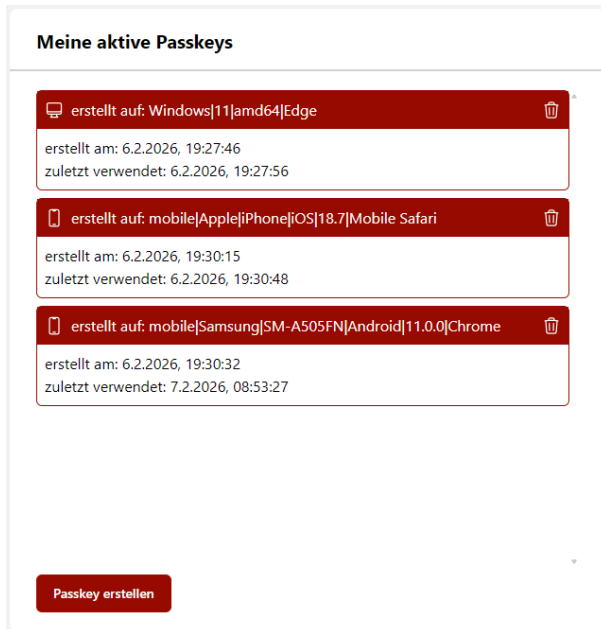 Meine aktive Passkeys
erstellt auf: Windows|11|amd64|Edge
erstellt am: 6.2.2026, 19:27:46
zuletzt verwendet: 6.2.2026, 19:27:56
erstellt auf: mobile|Apple|iPhone|iOS|18.7|Mobile Safari
erstellt am: 6.2.2026, 19:30:15
zuletzt verwendet: 6.2.2026, 19:30:48
erstellt auf: mobile|Samsung|SM-A505FN|Android|11.0.0|Chrome
erstellt am: 6.2.2026, 19:30:32
zuletzt verwendet: 7.2.2026, 08:53:27
Passkey erstellen